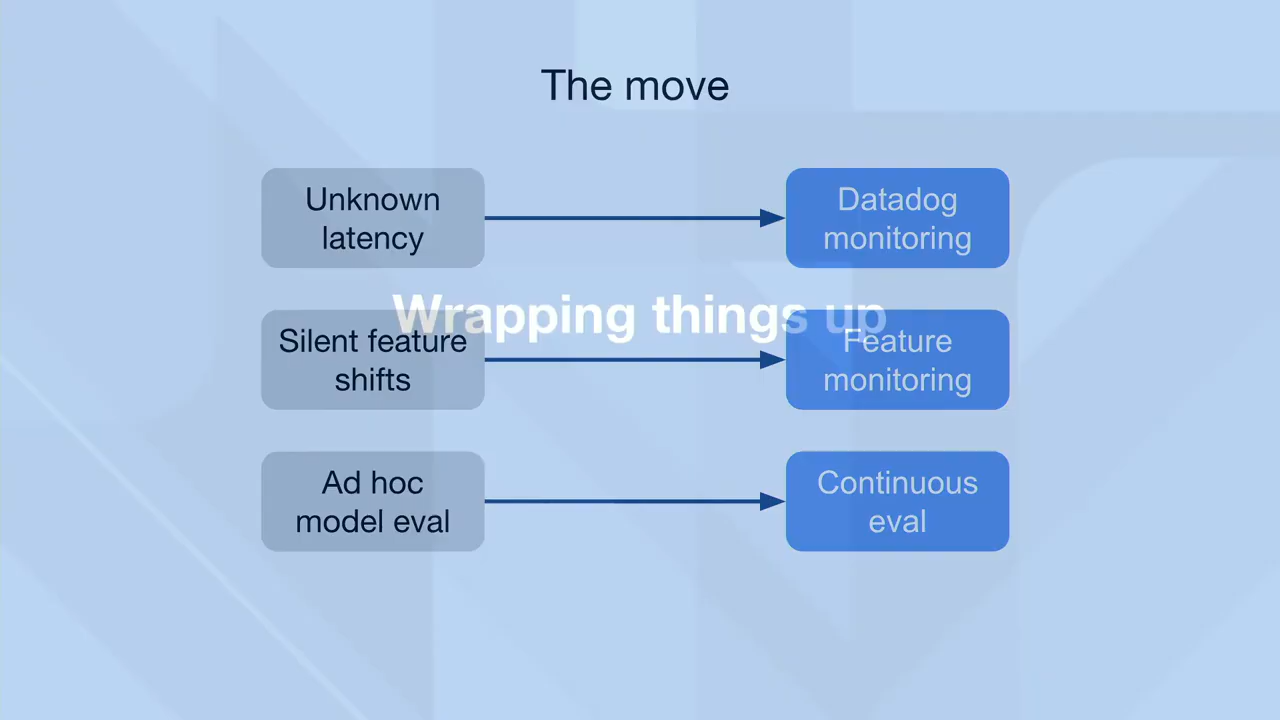 The move
Unknown
latency
Datadog
monitoring
Wrapping things up
Silent feature
shifts
Feature
monitoring
Ad hoc
model eval
Continuous
eval